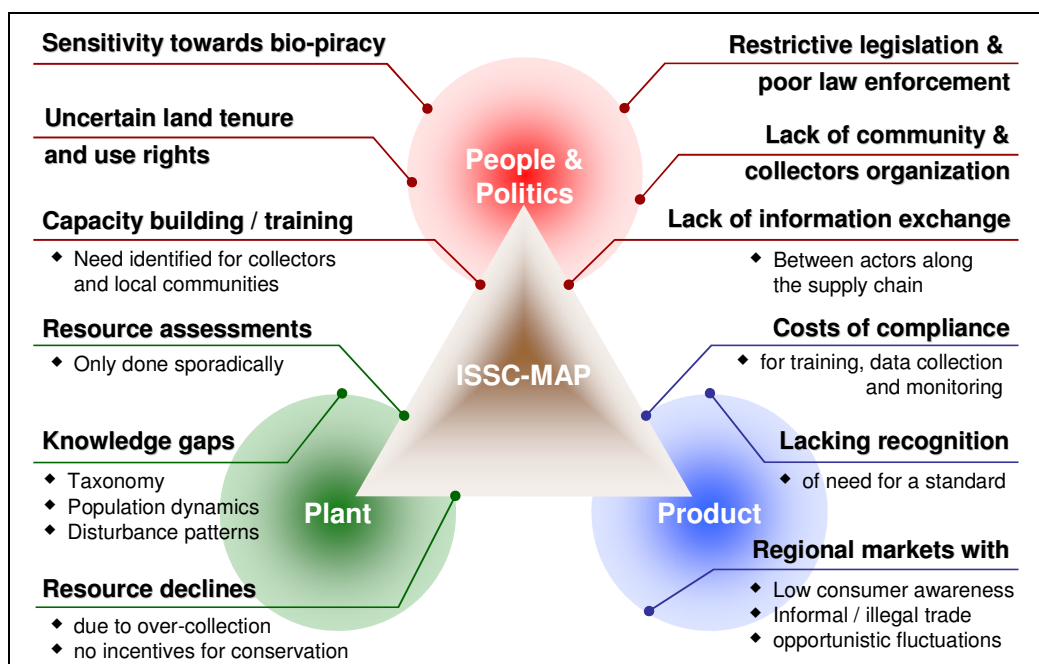 Sensitivity towards bio-piracy
Uncertain land tenure
and use rights
Capacity building / training
◆ Need identified for collectors
and local communities
Resource assessments
◆ Only done sporadically
Knowledge gaps
◆ Taxonomy
◆ Population dynamics
◆ Disturbance patterns
Resource declines
◆ due to over-collection
◆ no incentives for conservation
People &
Politics
ISSC-MAP
Plant
Product
Restrictive legislation &
poor law enforcement
Lack of community &
collectors organization
Lack of information exchange
◆ Between actors along
the supply chain
Costs of compliance
◆ for training, data collection
and monitoring
Lacking recognition
◆ of need for a standard
Regional markets with
◆ Low consumer awareness
◆ Informal / illegal trade
◆ opportunistic fluctuations